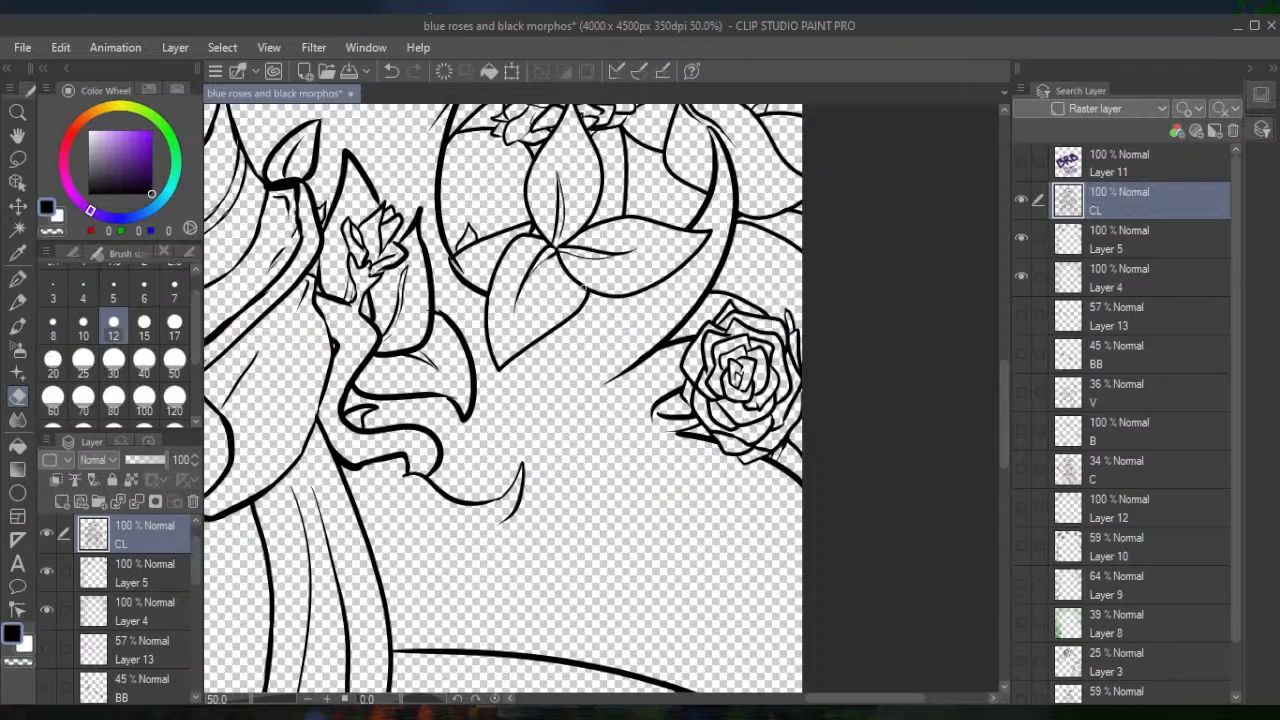 blue roses and black morphos* (4000 x 4500px 350dpi 50.0%) - CLIP STUDIO PAINT PRO
File Edit Animation Layer Select View Filter Window Help
blue roses and black morphos*
Color Wheel
0 0 0
Brush size
3 4 5 6 7
8 10 12 15 17
20 25 30 40 50
60 70 80 100 120
Layer
Normal 100
100 % Normal
CL
100 % Normal
Layer 5
100 % Normal
Layer 4
57 % Normal
Layer 13
45 % Normal
BB
50.0 0.0
Search Layer
Raster layer
BRB
100 % Normal
Layer 11
100 % Normal
CL
100 % Normal
Layer 5
100 % Normal
Layer 4
57 % Normal
Layer 13
45 % Normal
BB
36 % Normal
V
100 % Normal
B
34 % Normal
C
100 % Normal
Layer 12
59 % Normal
Layer 10
64 % Normal
Layer 9
39 % Normal
Layer 8
25 % Normal
Layer 3
59 % Normal